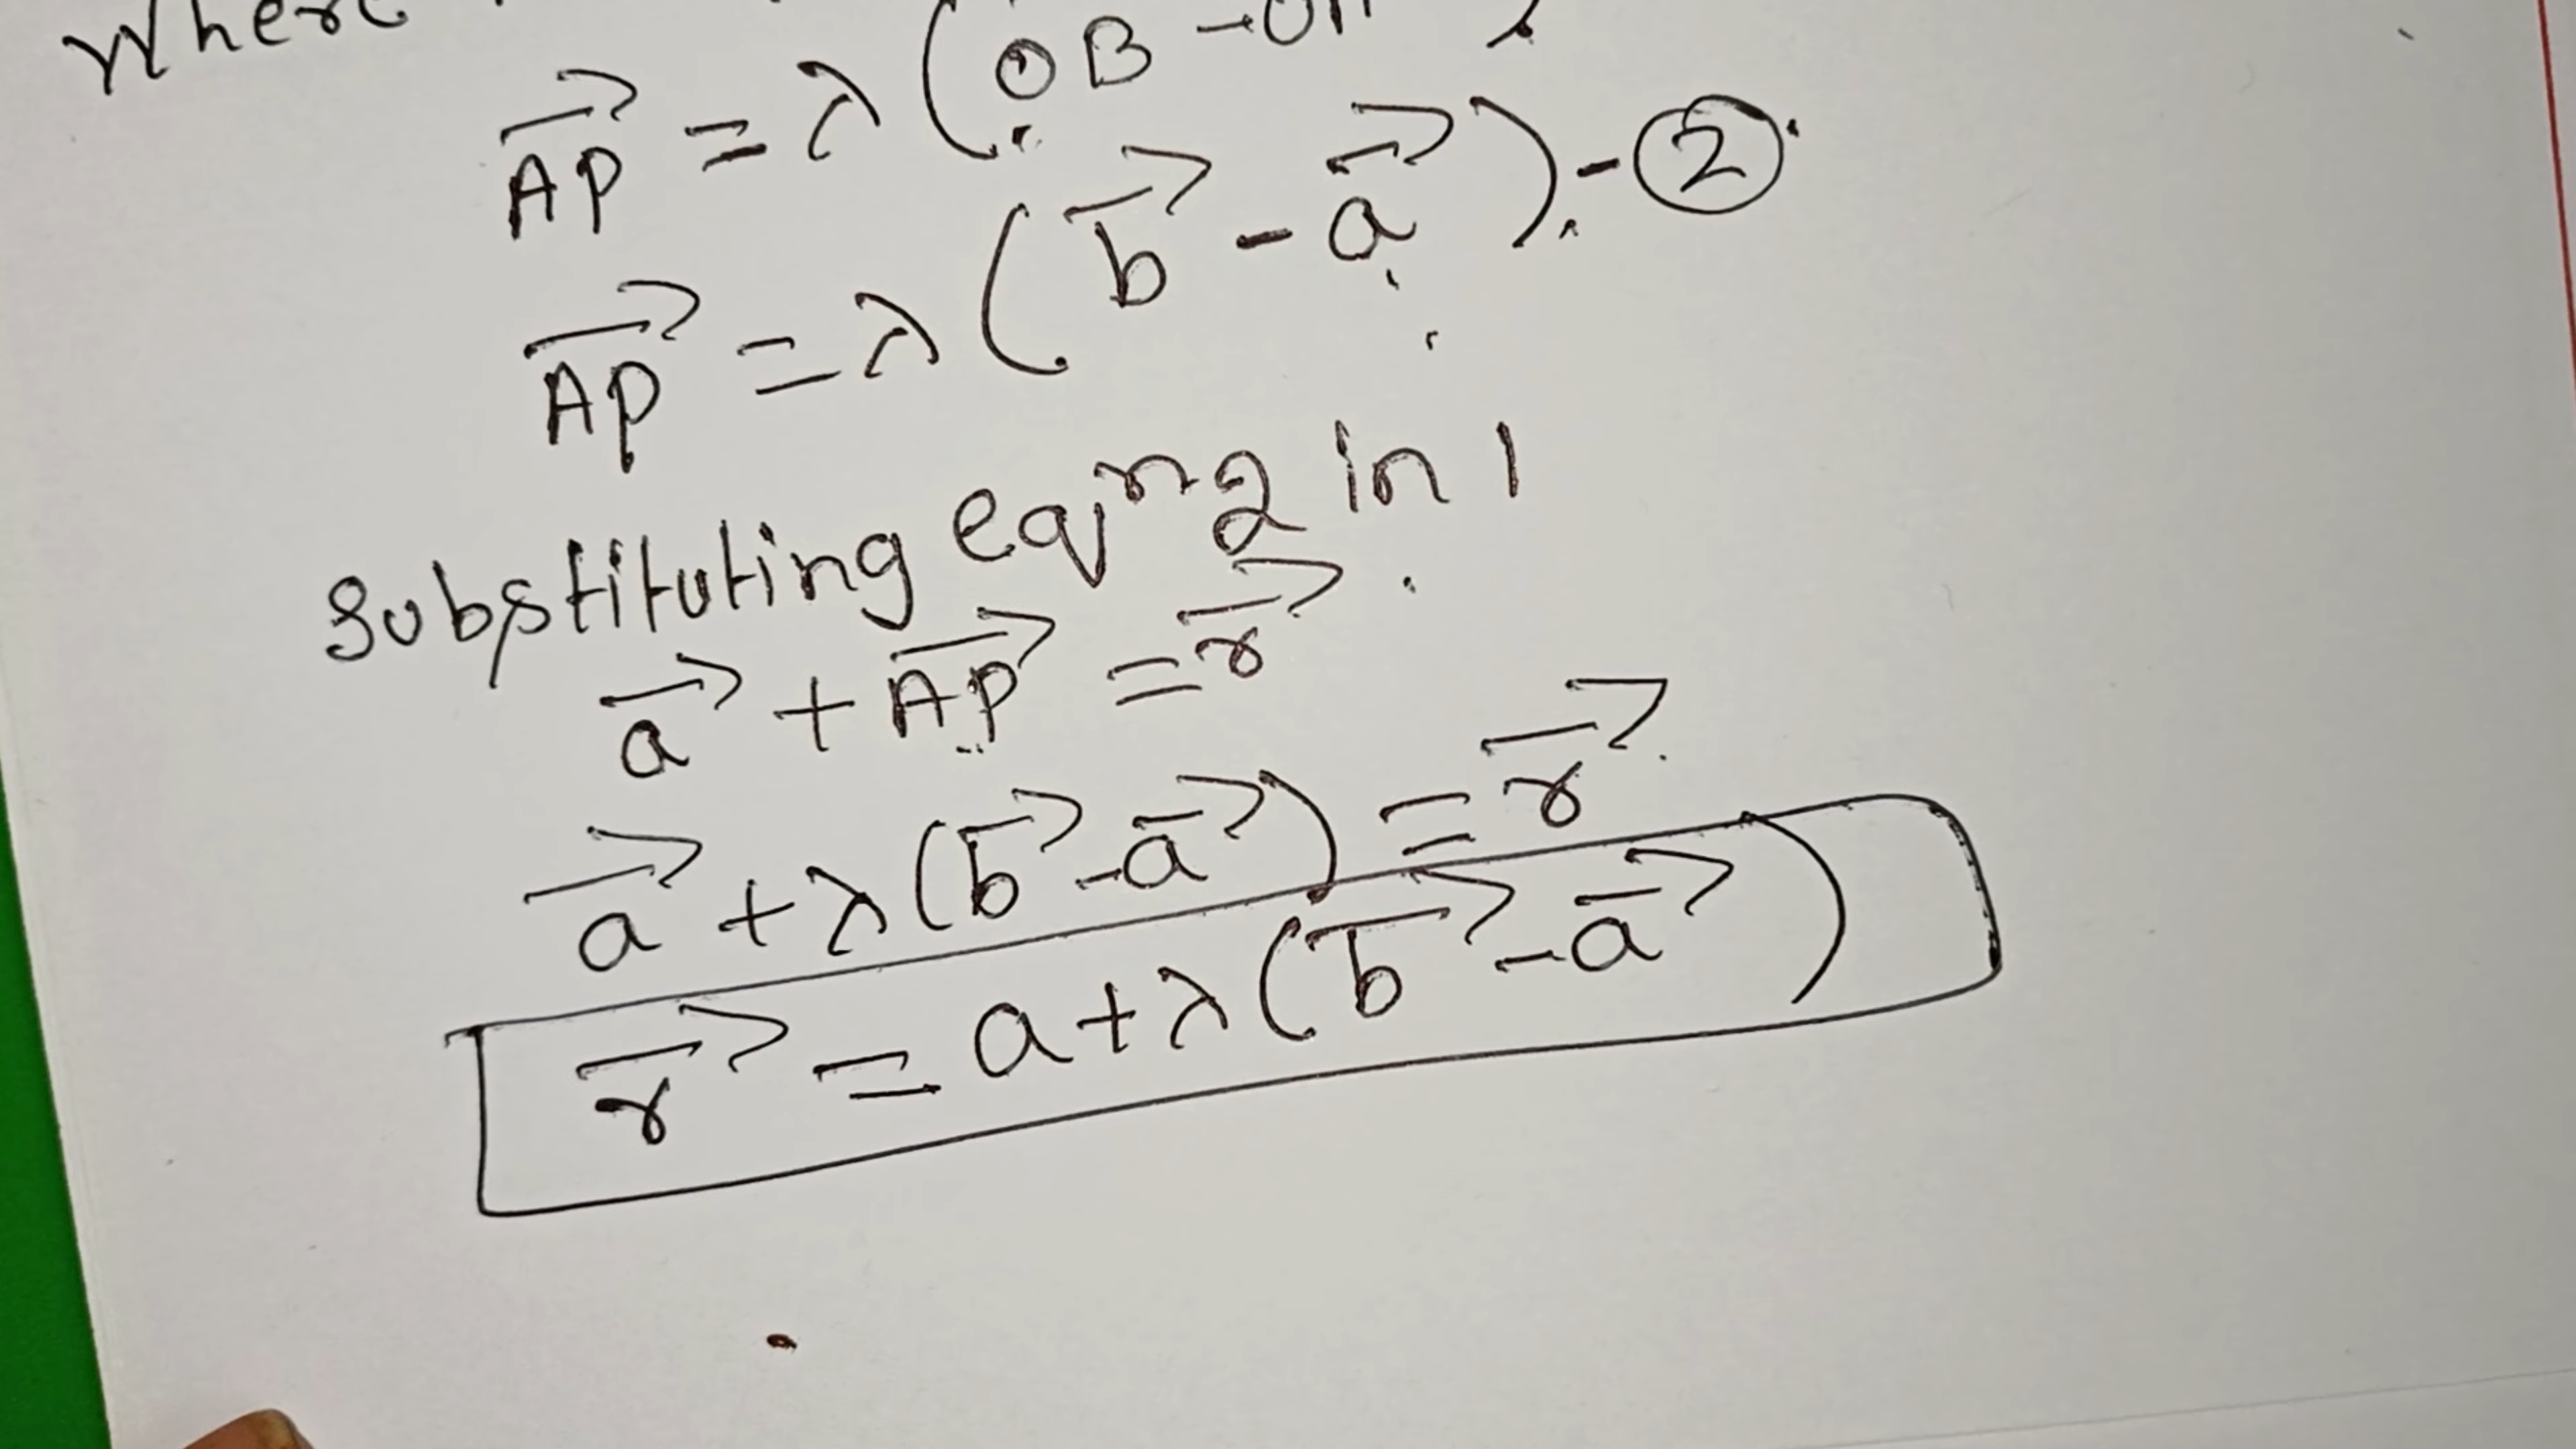 Where
→AP = λ(OB - OA
→AP = λ(→b - →a) - ②
Substituting eqn 2 in 1
→a + →AP = →r
→a + λ(→b - →a) = →r
→r = a + λ(→b - →a)